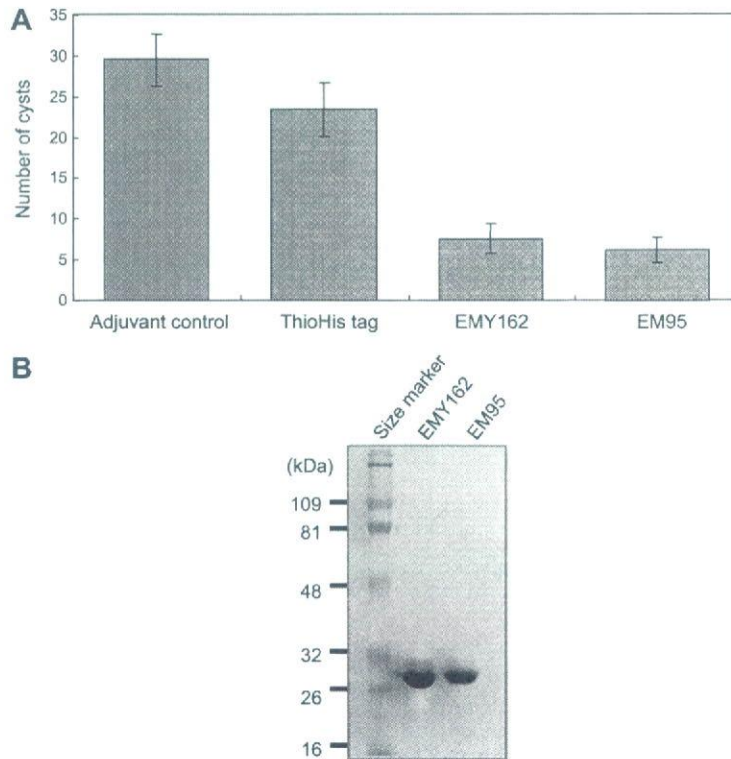 A
35
30
25
20
15
10
5
0
Number of cysts
Adjuvant control ThioHis tag EMY162 EM95
B
Size marker EMY162 EM95
(kDa)
109
81
48
32
26
16